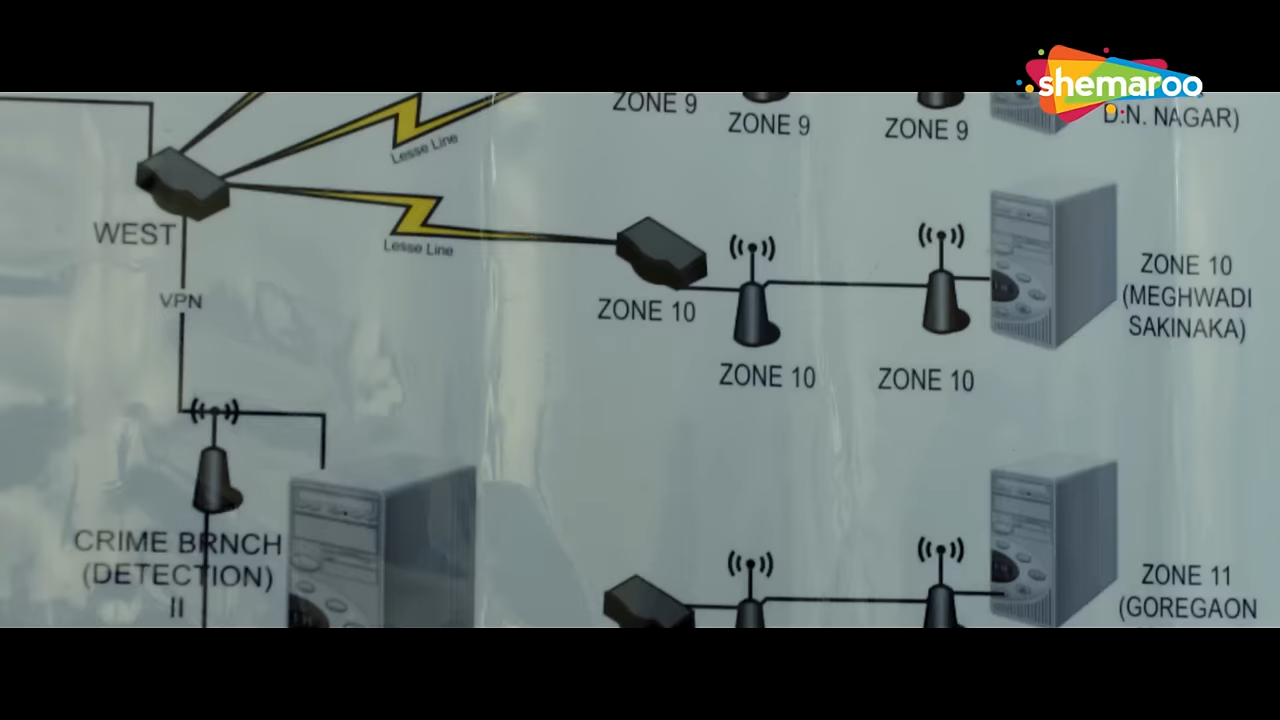 shemaroo
ZONE 9
ZONE 9
ZONE 9
D.N. NAGAR)
Lesse Line
WEST
Lesse Line
VPN
ZONE 10
ZONE 10
ZONE 10
ZONE 10
(MEGHWADI
SAKINAKA)
CRIME BRNCH
(DETECTION)
II
ZONE 11
(GOREGAON